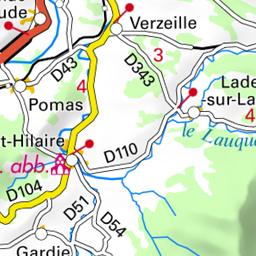 ude
Verzeille
D43
D343
3
4
Lade
-sur-La
4
Pomas
le Lauque
t-Hilaire
. abb.
D110
D104
D51
D54
Gardie